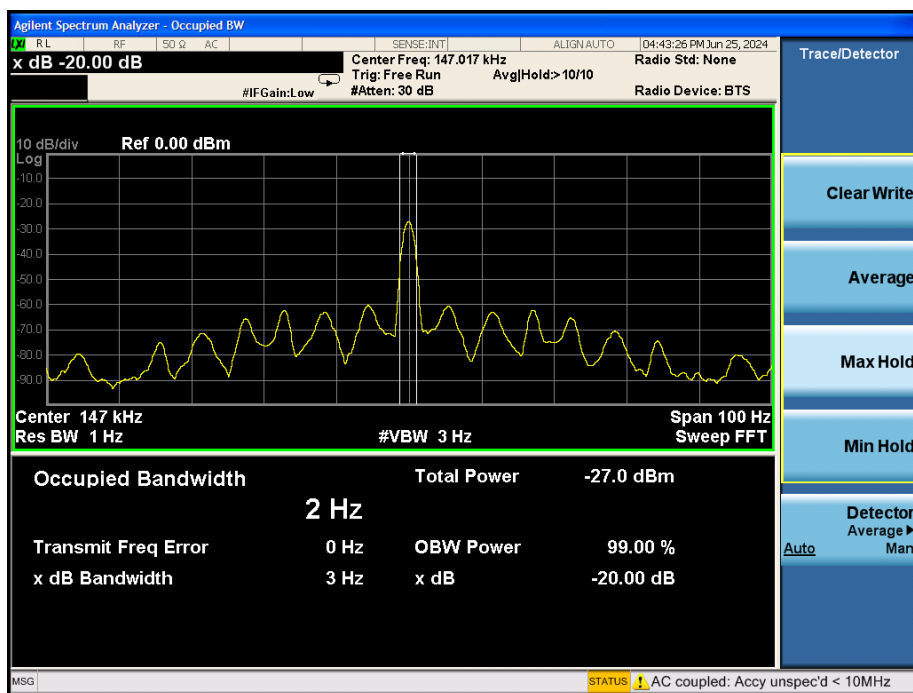 Agilent Spectrum Analyzer - Occupied BW
LXI RL RF 50 Ω AC SENSE:INT ALIGN AUTO 04:43:26 PM Jun 25, 2024
x dB -20.00 dB
Center Freq: 147.017 kHz Radio Std: None
Trig: Free Run Avg|Hold:>10/10
#IFGain:Low #Atten: 30 dB Radio Device: BTS
10 dB/div Ref 0.00 dBm
Log
-10.0
-20.0
-30.0
-40.0
-50.0
-60.0
-70.0
-80.0
-90.0
Center 147 kHz Span 100 Hz
Res BW 1 Hz #VBW 3 Hz Sweep FFT
Occupied Bandwidth Total Power -27.0 dBm
2 Hz
Transmit Freq Error 0 Hz OBW Power 99.00 %
x dB Bandwidth 3 Hz x dB -20.00 dB
MSG STATUS AC coupled: Accy unspec'd < 10MHz
Trace/Detector
Clear Write
Average
Max Hold
Min Hold
Detector
Average
Auto Man